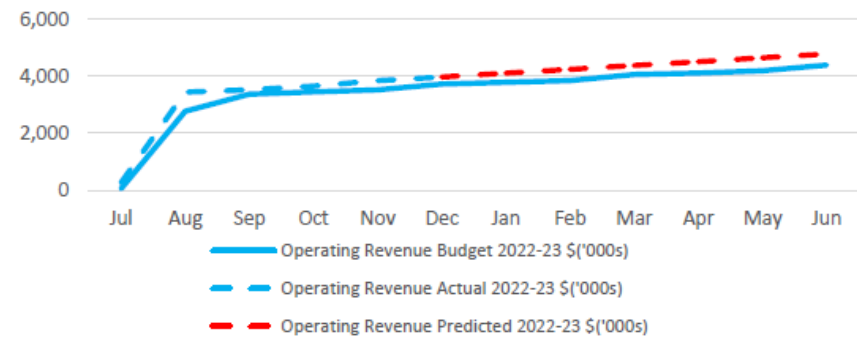 6,000
4,000
2,000
0
Jul Aug Sep Oct Nov Dec Jan Feb Mar Apr May Jun
Operating Revenue Budget 2022-23 $('000s)
Operating Revenue Actual 2022-23 $('000s)
Operating Revenue Predicted 2022-23 $('000s)